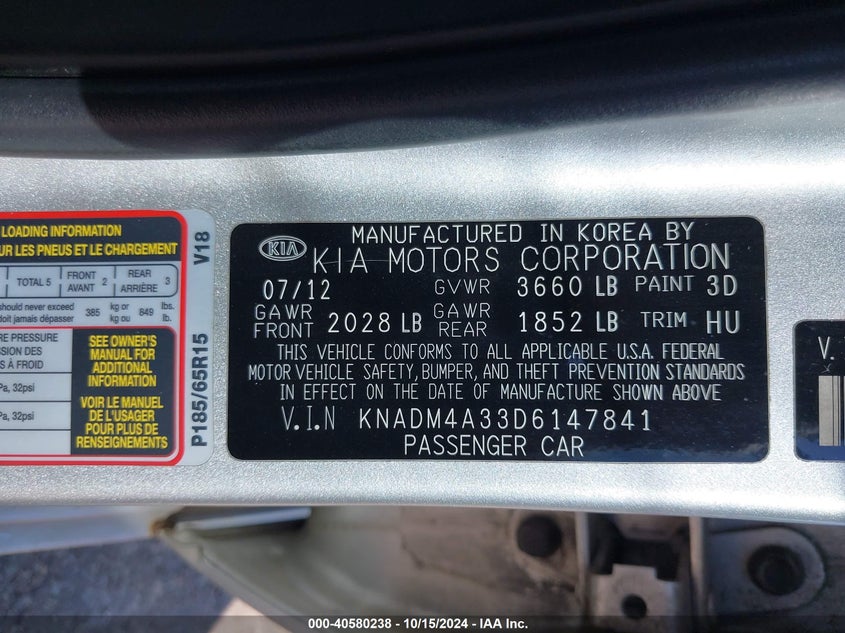 LOADING INFORMATION
UR LES PNEUS ET LE CHARGEMENT
TOTAL 5 FRONT AVANT 2 REAR ARRIÈRE 3
should never exceed 385 kg or 849 lbs.
doit jamais dépasser kg ou lb.
RE PRESSURE
SSION DES
S À FROID
Pa, 32psi
Pa, 32psi
SEE OWNER'S
MANUAL FOR
ADDITIONAL
INFORMATION
VOIR LE MANUEL
DE L'USAGER
POUR PLUS DE
RENSEIGNEMENTS
P185/65R15 V18
KIA
MANUFACTURED IN KOREA BY
KIA MOTORS CORPORATION
07/12 GVWR 3660 LB PAINT 3D
GAWR FRONT 2028 LB GAWR REAR 1852 LB TRIM HU
THIS VEHICLE CONFORMS TO ALL APPLICABLE U.S.A. FEDERAL
MOTOR VEHICLE SAFETY, BUMPER, AND THEFT PREVENTION STANDARDS
IN EFFECT ON THE DATE OF MANUFACTURE SHOWN ABOVE
V.I.N KNADM4A33D6147841
PASSENGER CAR
V.
000-40580238 - 10/15/2024 - IAA Inc.